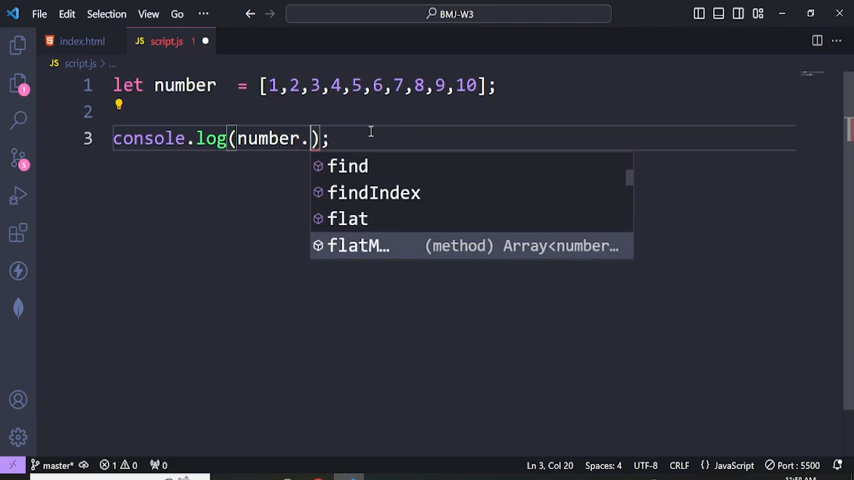 File Edit Selection View Go ··· BMJ-W3
index.html JS script.js 1
JS script.js > ...
1 let number = [1,2,3,4,5,6,7,8,9,10];
2
3 console.log(number.);
find
findIndex
flat
flatM… (method) Array<number…
master* 1 0 0 Ln 3, Col 20 Spaces: 4 UTF-8 CRLF {} JavaScript Port : 5500